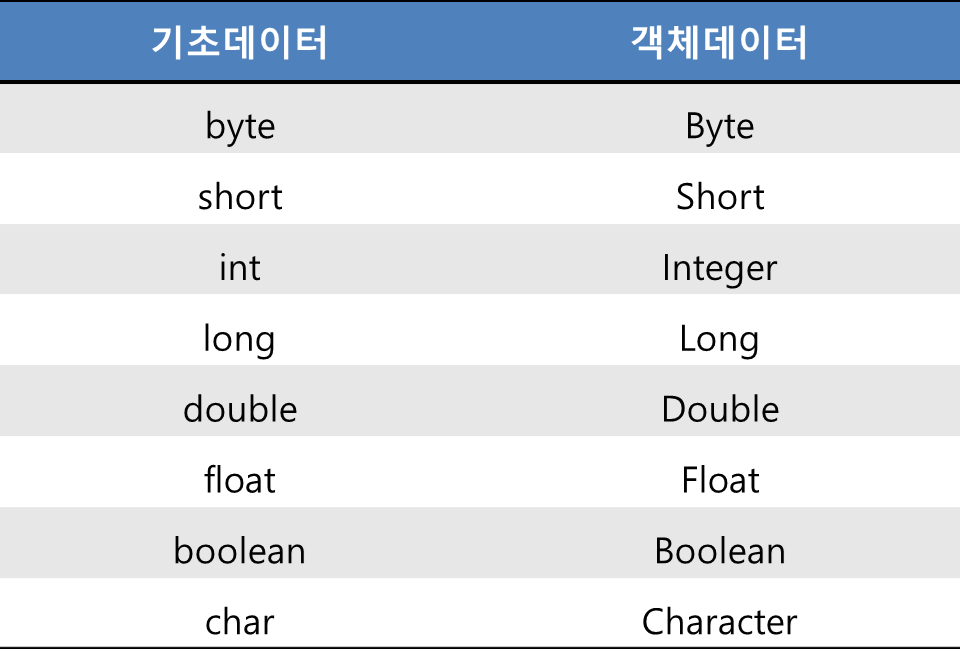 기초데이터 객체데이터
byte Byte
short Short
int Integer
long Long
double Double
float Float
boolean Boolean
char Character